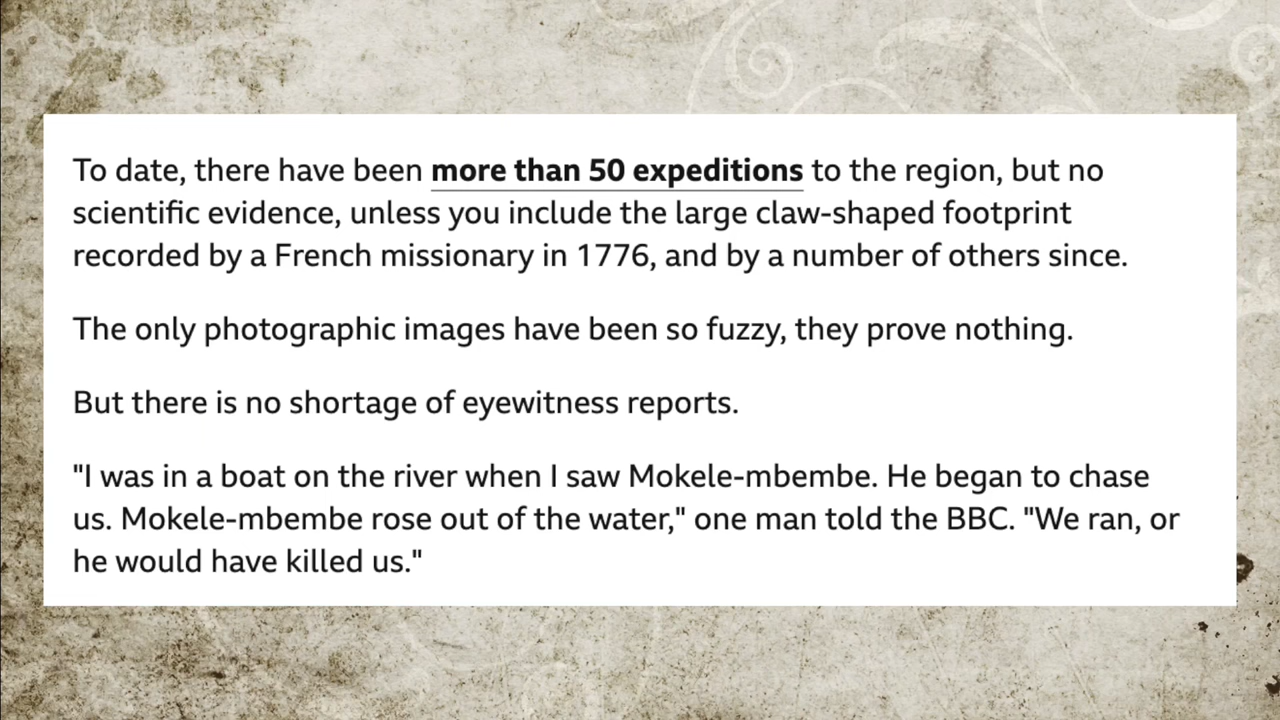 To date, there have been more than 50 expeditions to the region, but no
scientific evidence, unless you include the large claw-shaped footprint
recorded by a French missionary in 1776, and by a number of others since.
The only photographic images have been so fuzzy, they prove nothing.
But there is no shortage of eyewitness reports.
"I was in a boat on the river when I saw Mokele-mbembe. He began to chase
us. Mokele-mbembe rose out of the water," one man told the BBC. "We ran, or
he would have killed us."